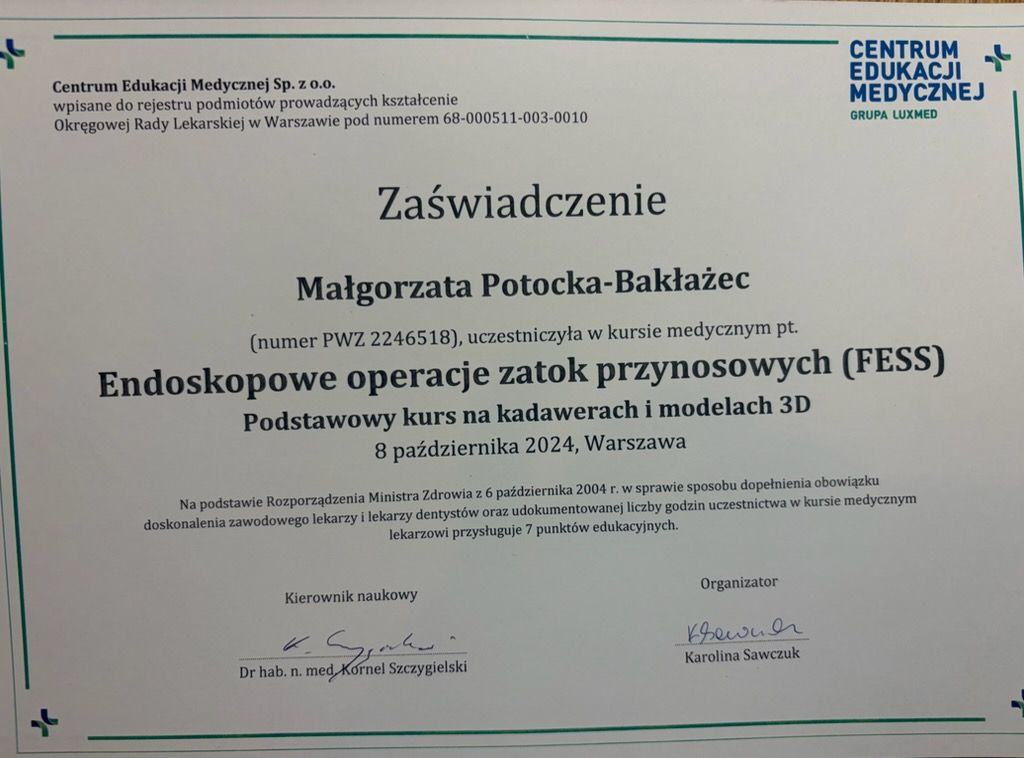 CENTRUM
EDUKACJI
MEDYCZNEJ
GRUPA LUXMED
Centrum Edukacji Medycznej Sp. z o.o.
wpisane do rejestru podmiotów prowadzących kształcenie
Okręgowej Rady Lekarskiej w Warszawie pod numerem 68-000511-003-0010
Zaświadczenie
Małgorzata Potocka-Bakłażec
(numer PWZ 2246518), uczestniczyła w kursie medycznym pt.
Endoskopowe operacje zatok przynosowych (FESS)
Podstawowy kurs na kadawerach i modelach 3D
8 października 2024, Warszawa
Na podstawie Rozporządzenia Ministra Zdrowia z 6 października 2004 r. w sprawie sposobu dopełnienia obowiązku
doskonalenia zawodowego lekarzy i lekarzy dentystów oraz udokumentowanej liczby godzin uczestnictwa w kursie medycznym
lekarzowi przysługuje 7 punktów edukacyjnych.
Kierownik naukowy
Dr hab. n. med. Kornel Szczygielski
Organizator
Karolina Sawczuk